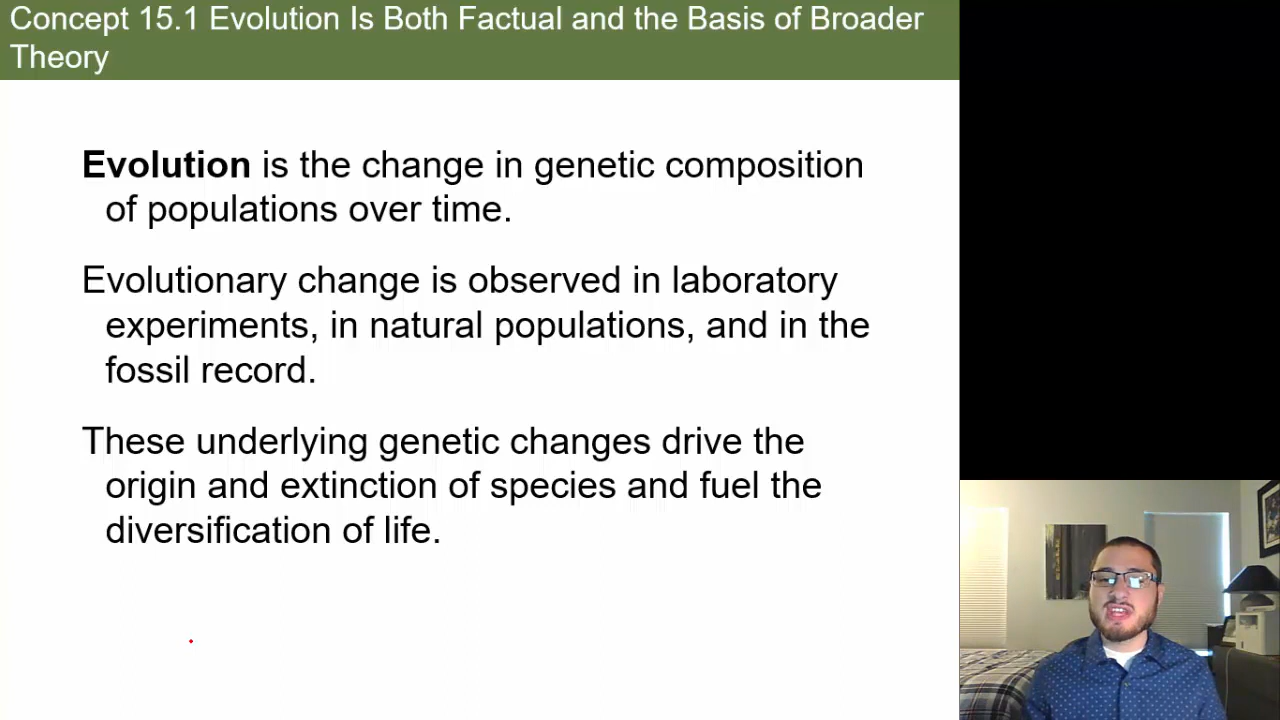 Concept 15.1 Evolution Is Both Factual and the Basis of Broader
Theory
Evolution is the change in genetic composition
of populations over time.
Evolutionary change is observed in laboratory
experiments, in natural populations, and in the
fossil record.
These underlying genetic changes drive the
origin and extinction of species and fuel the
diversification of life.